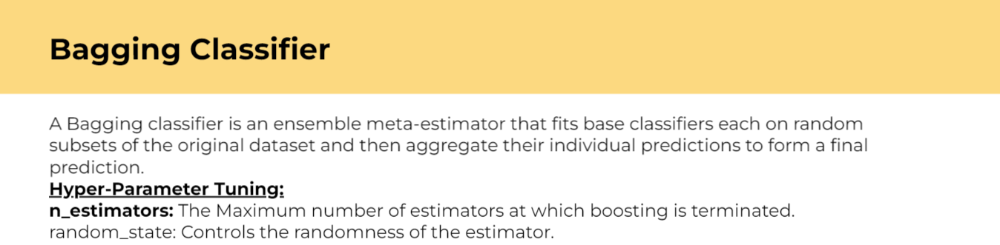 Bagging Classifier
A Bagging classifier is an ensemble meta-estimator that fits base classifiers each on random
subsets of the original dataset and then aggregate their individual predictions to form a final
prediction.
Hyper-Parameter Tuning:
n_estimators: The Maximum number of estimators at which boosting is terminated.
random_state: Controls the randomness of the estimator.